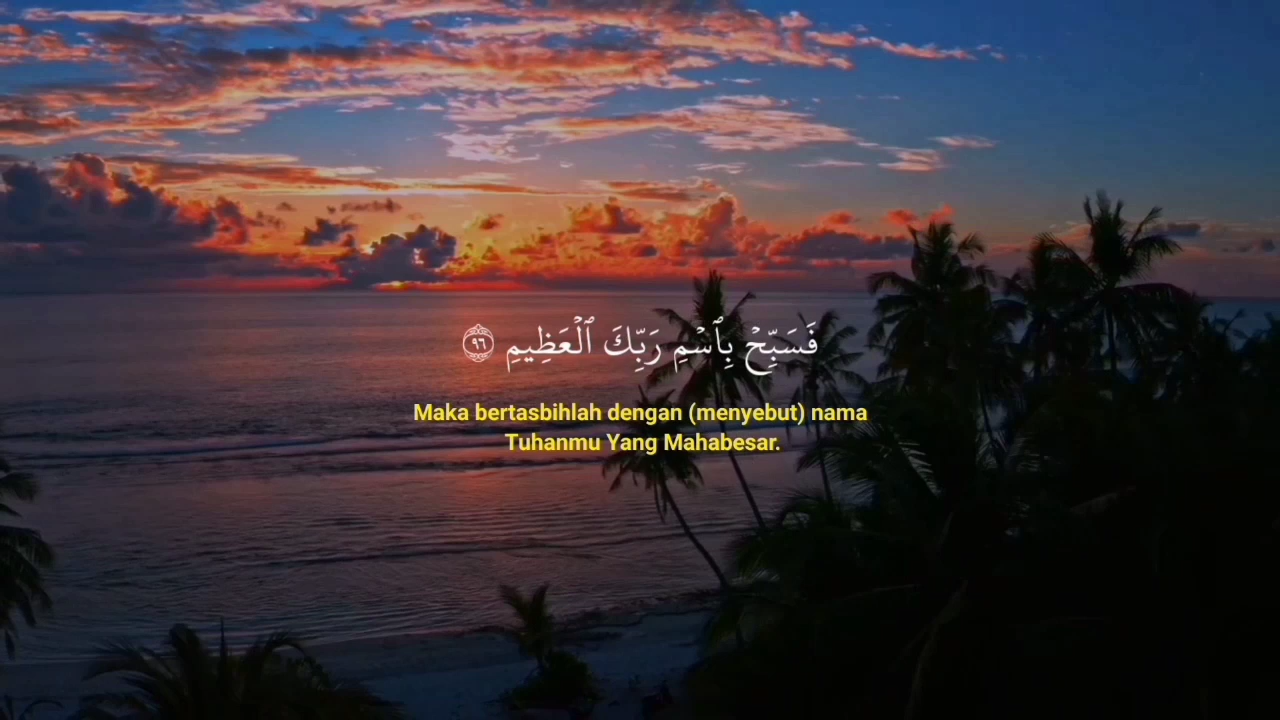 فَسَبِّحْ بِٱسْمِ رَبِّكَ ٱلْعَظِيمِ ٩٦
Maka bertasbihlah dengan (menyebut) nama
Tuhanmu Yang Mahabesar.